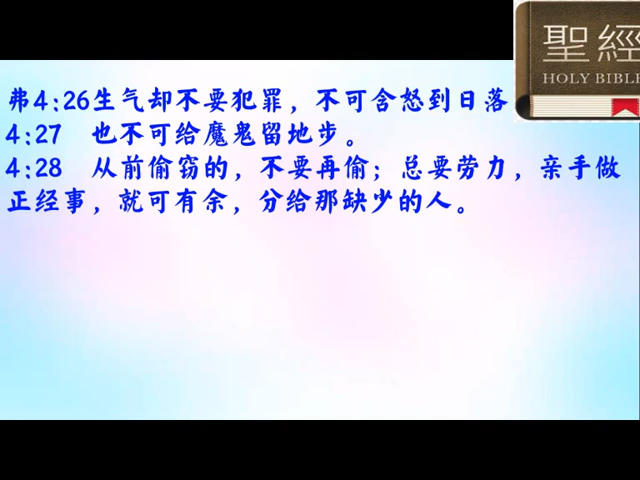 聖經
HOLY BIBLE
弗4:26生气却不要犯罪，不可含怒到日落
4:27 也不可给魔鬼留地步。
4:28 从前偷窃的，不要再偷；总要劳力，亲手做
正经事，就可有余，分给那缺少的人。